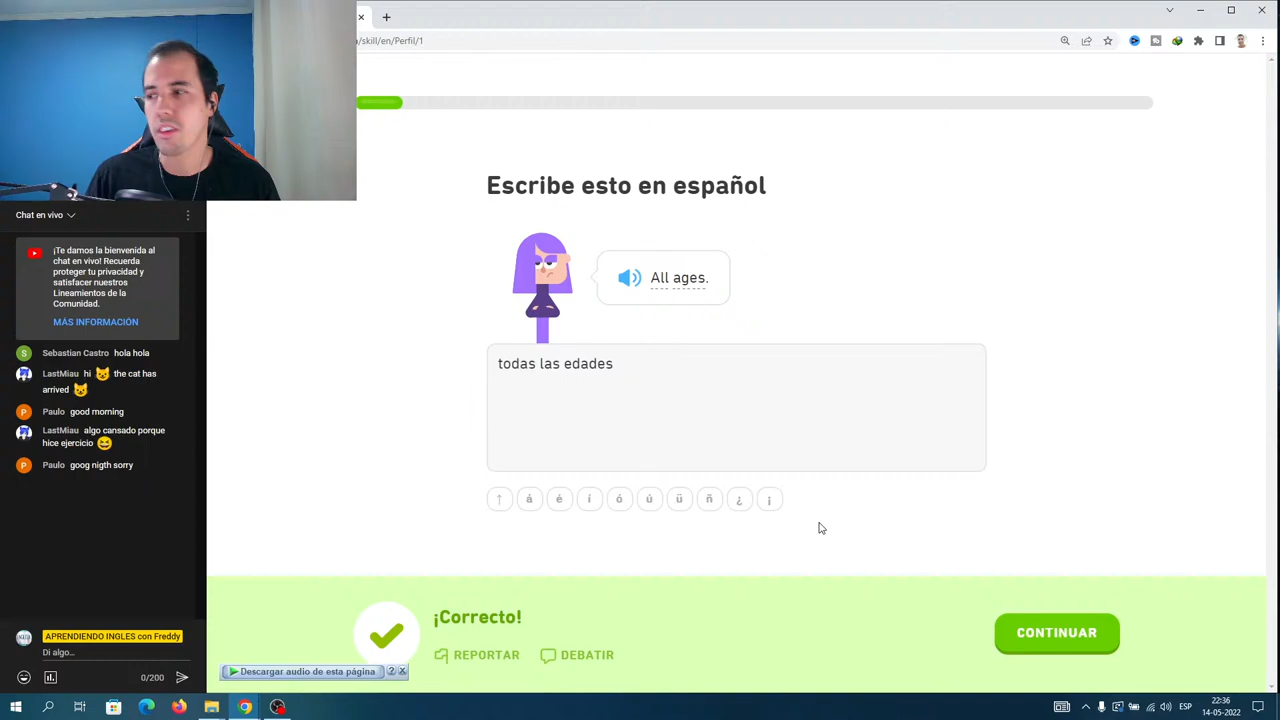 a/skill/en/Perfil/1
Chat en vivo
¡Te damos la bienvenida al
chat en vivo! Recuerda
proteger tu privacidad y
satisfacer nuestros
Lineamientos de la
Comunidad.
MÁS INFORMACIÓN
S Sebastian Castro hola hola
LastMiau hi 😺 the cat has
arrived 😺
P Paulo good morning
LastMiau algo cansado porque
hice ejercicio 😄
P Paulo goog nigth sorry
APRENDIENDO INGLES con Freddy
Di algo...
0/200
Escribe esto en español
All ages.
todas las edades
↑ á é í ó ú ü ñ ¿ ¡
¡Correcto!
REPORTAR DEBATIR
CONTINUAR
Descargar audio de esta página ? X
ESP
22:36
14-05-2022